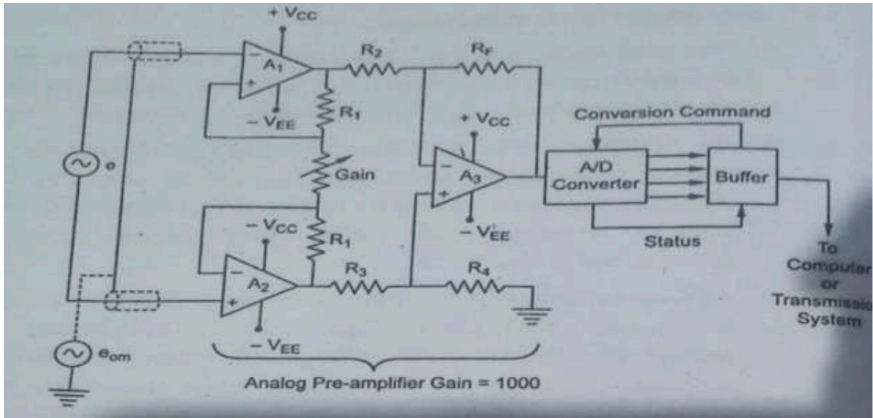 + VCC
A1
- VEE
R2
RF
R1
Gain
e
+ VCC
A3
- VEE
Conversion Command
A/D
Converter
Buffer
Status
- VCC
R1
A2
R3
R4
- VEE
eom
To
Computer
or
Transmissio
System
Analog Pre-amplifier Gain = 1000